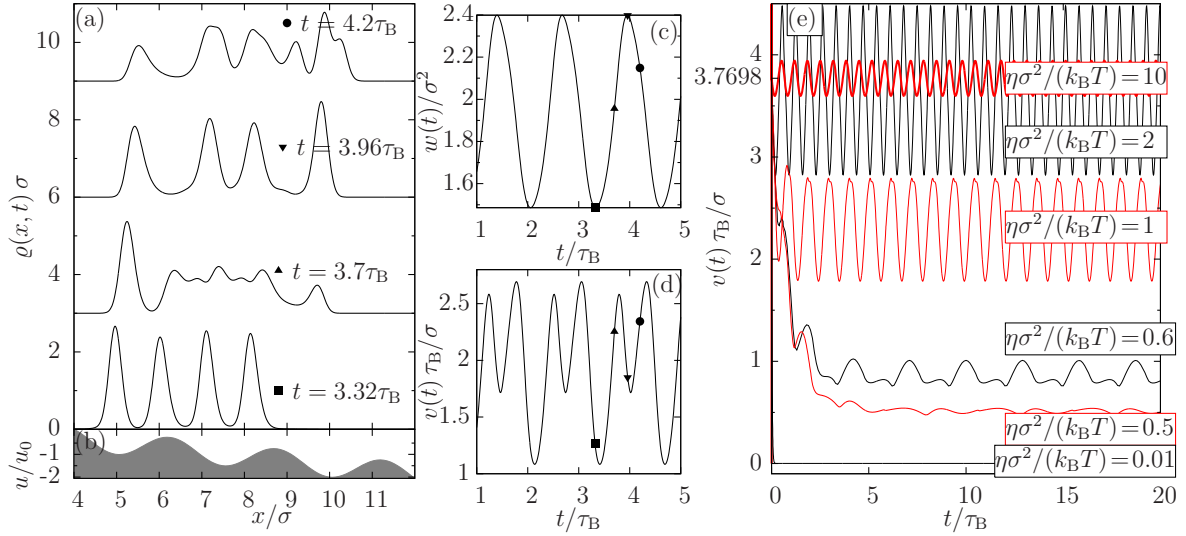 (a)
t = 4.2τB
t = 3.96τB
t = 3.7τB
t = 3.32τB
10
8
6
4
2
0
ϱ(x, t) σ
(b)
-1
-2
u/u0
4 5 6 7 8 9 10 11
x/σ
(c)
2.4
2.2
2
1.8
1.6
w(t)/σ²
1 2 3 4 5
t/τB
(d)
2.5
2
1.5
1
v(t) τB/σ
1 2 3 4 5
t/τB
(e)
4
3.7698
3
2
1
0
v(t) τB/σ
ησ²/(kBT) = 10
ησ²/(kBT) = 2
ησ²/(kBT) = 1
ησ²/(kBT) = 0.6
ησ²/(kBT) = 0.5
ησ²/(kBT) = 0.01
0 5 10 15 20
t/τB